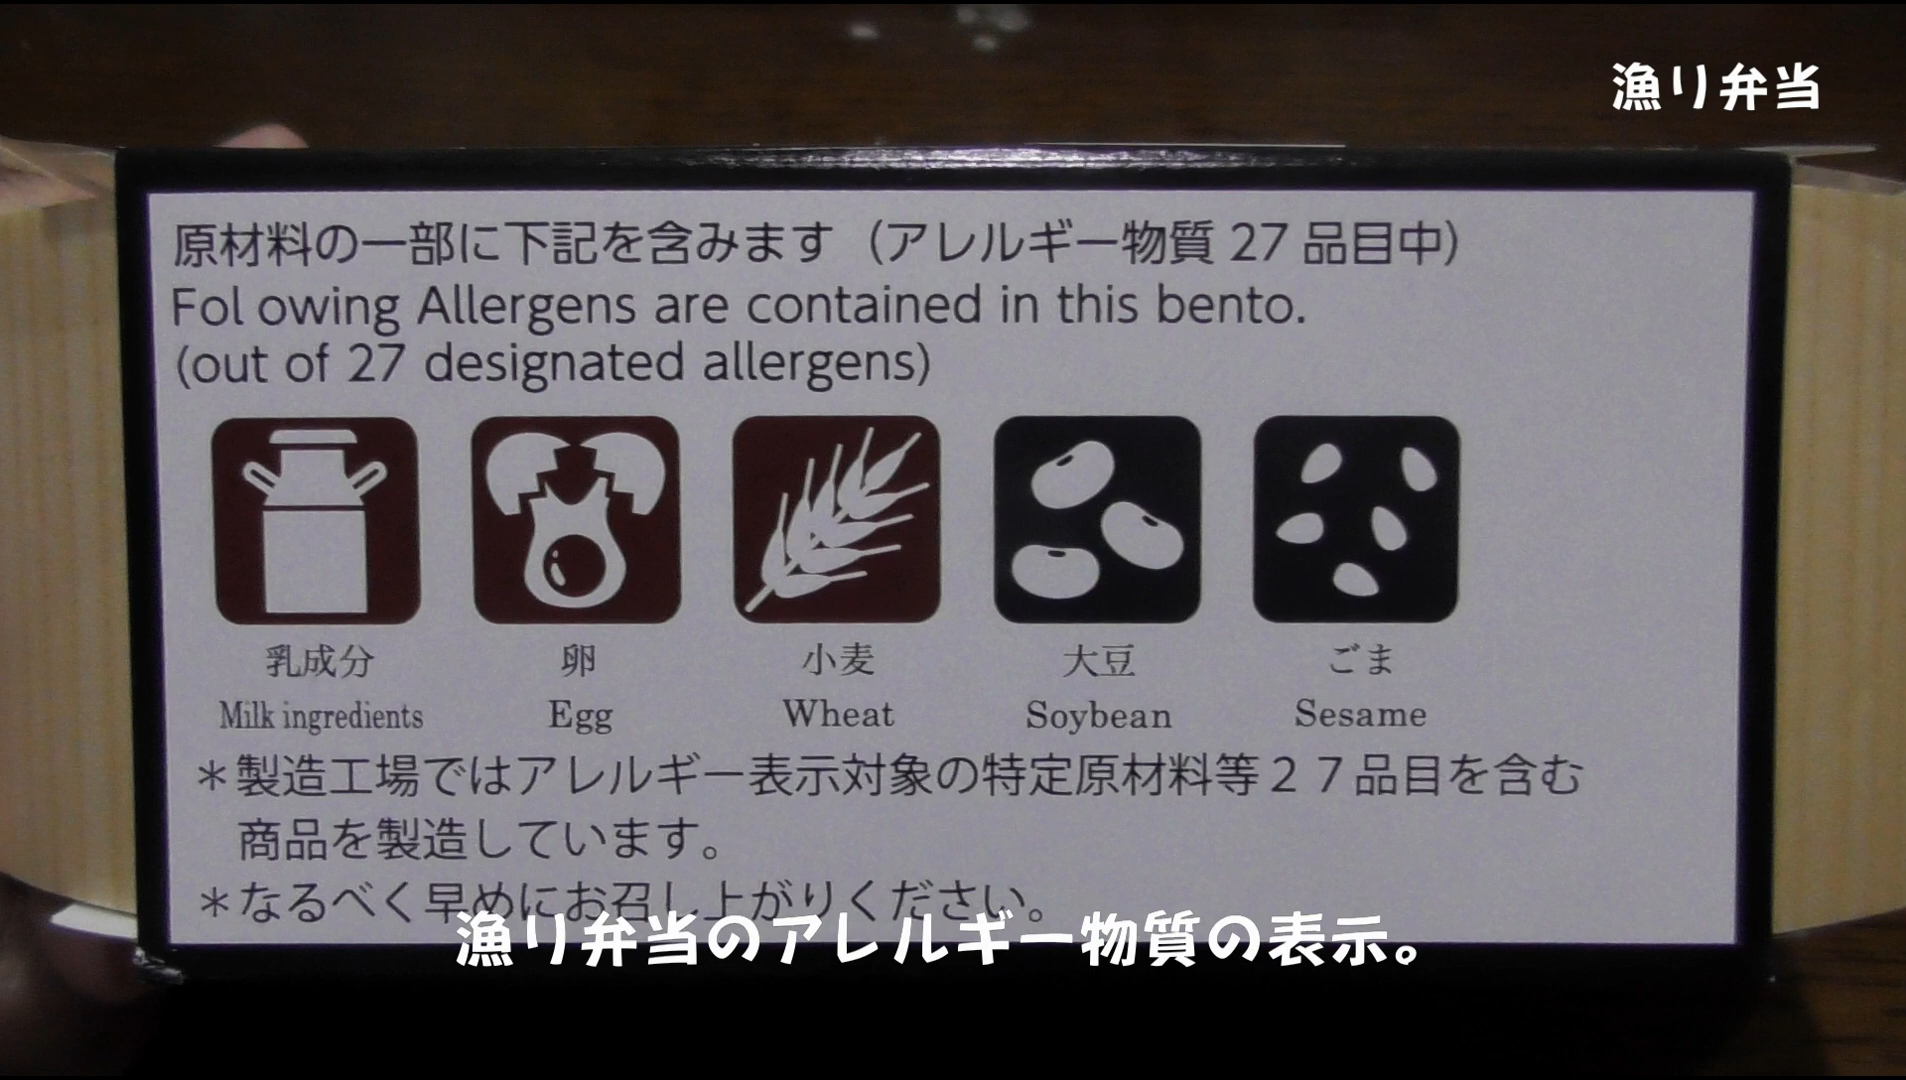 漁り弁当
原材料の一部に下記を含みます（アレルギー物質 27 品目中）
Fol owing Allergens are contained in this bento.
(out of 27 designated allergens)
乳成分 卵 小麦 大豆 ごま
Milk ingredients Egg Wheat Soybean Sesame
＊製造工場ではアレルギー表示対象の特定原材料等２７品目を含む
商品を製造しています。
＊なるべく早めにお召し上がりください。
漁り弁当のアレルギー物質の表示。